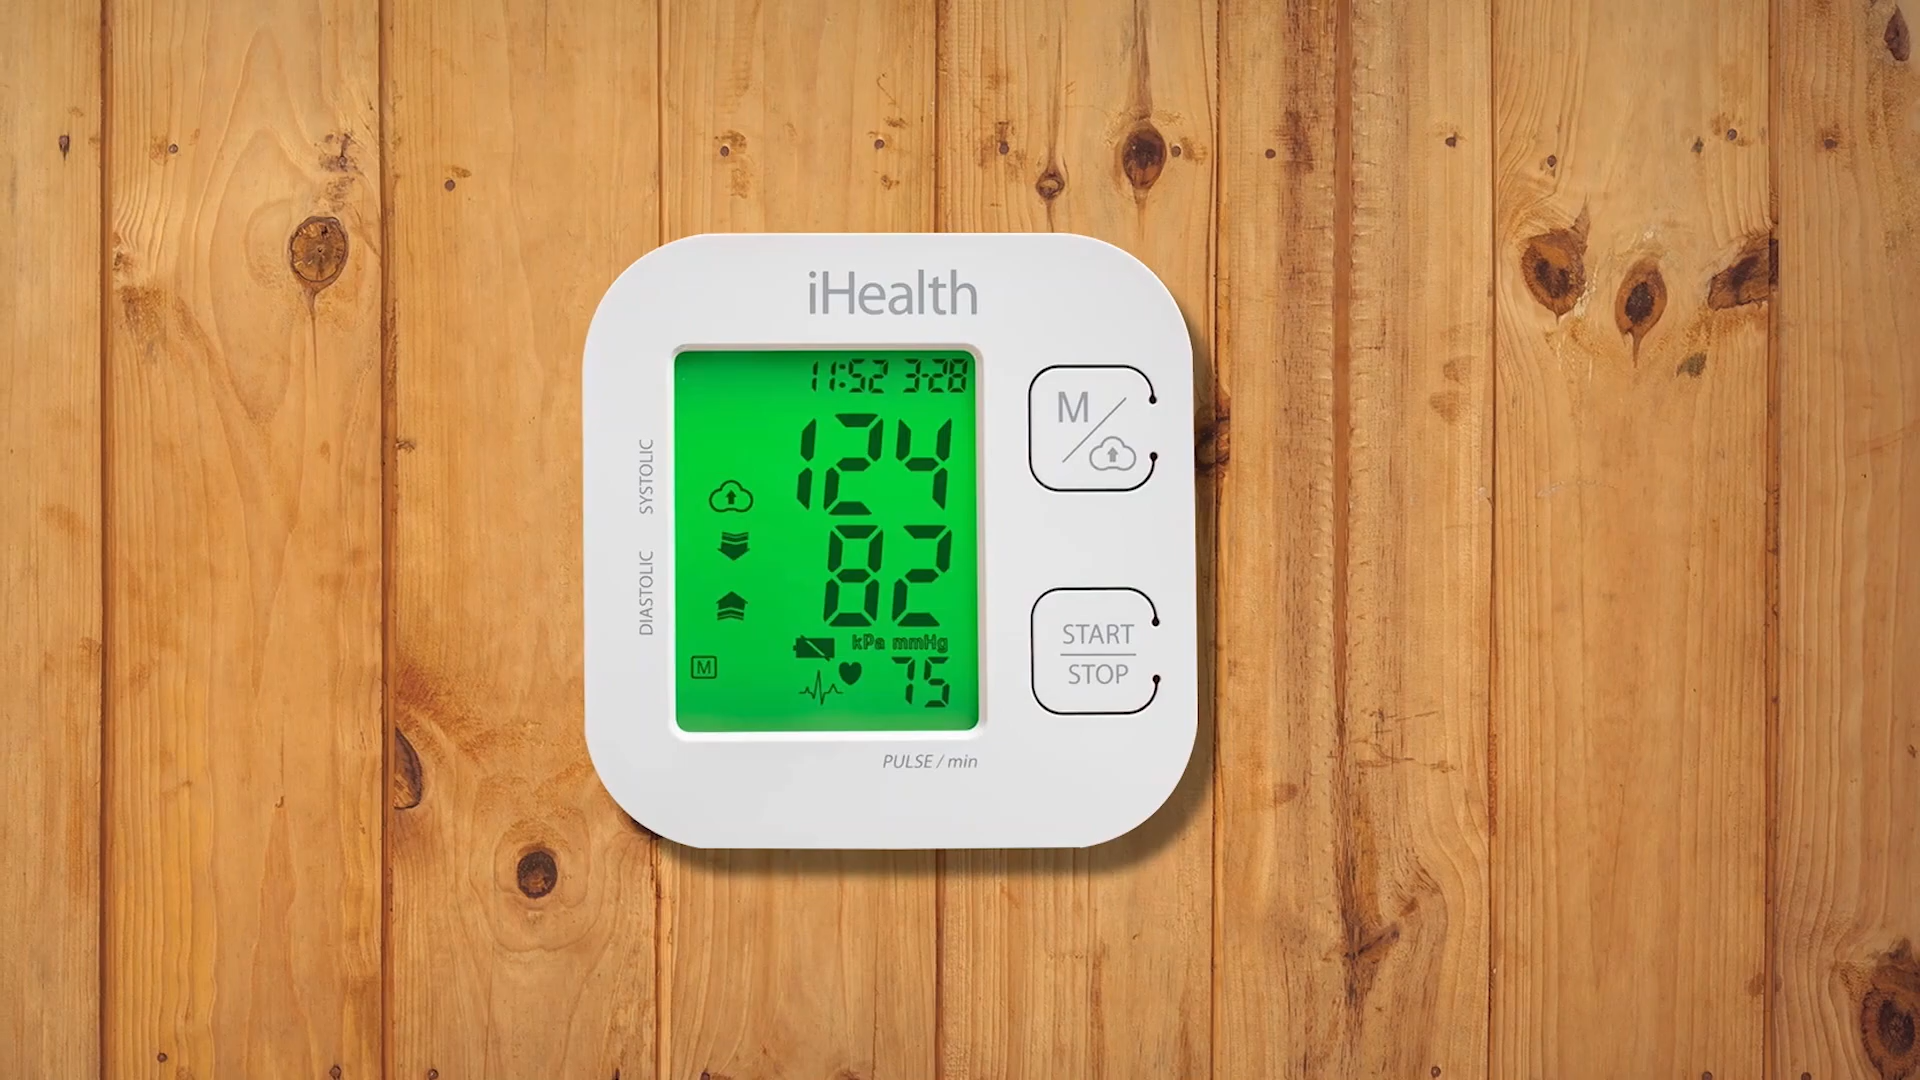 iHealth
11:52 3-28
SYSTOLIC
124
DIASTOLIC
82
kPa mmHg
M
75
PULSE / min
M
START
STOP